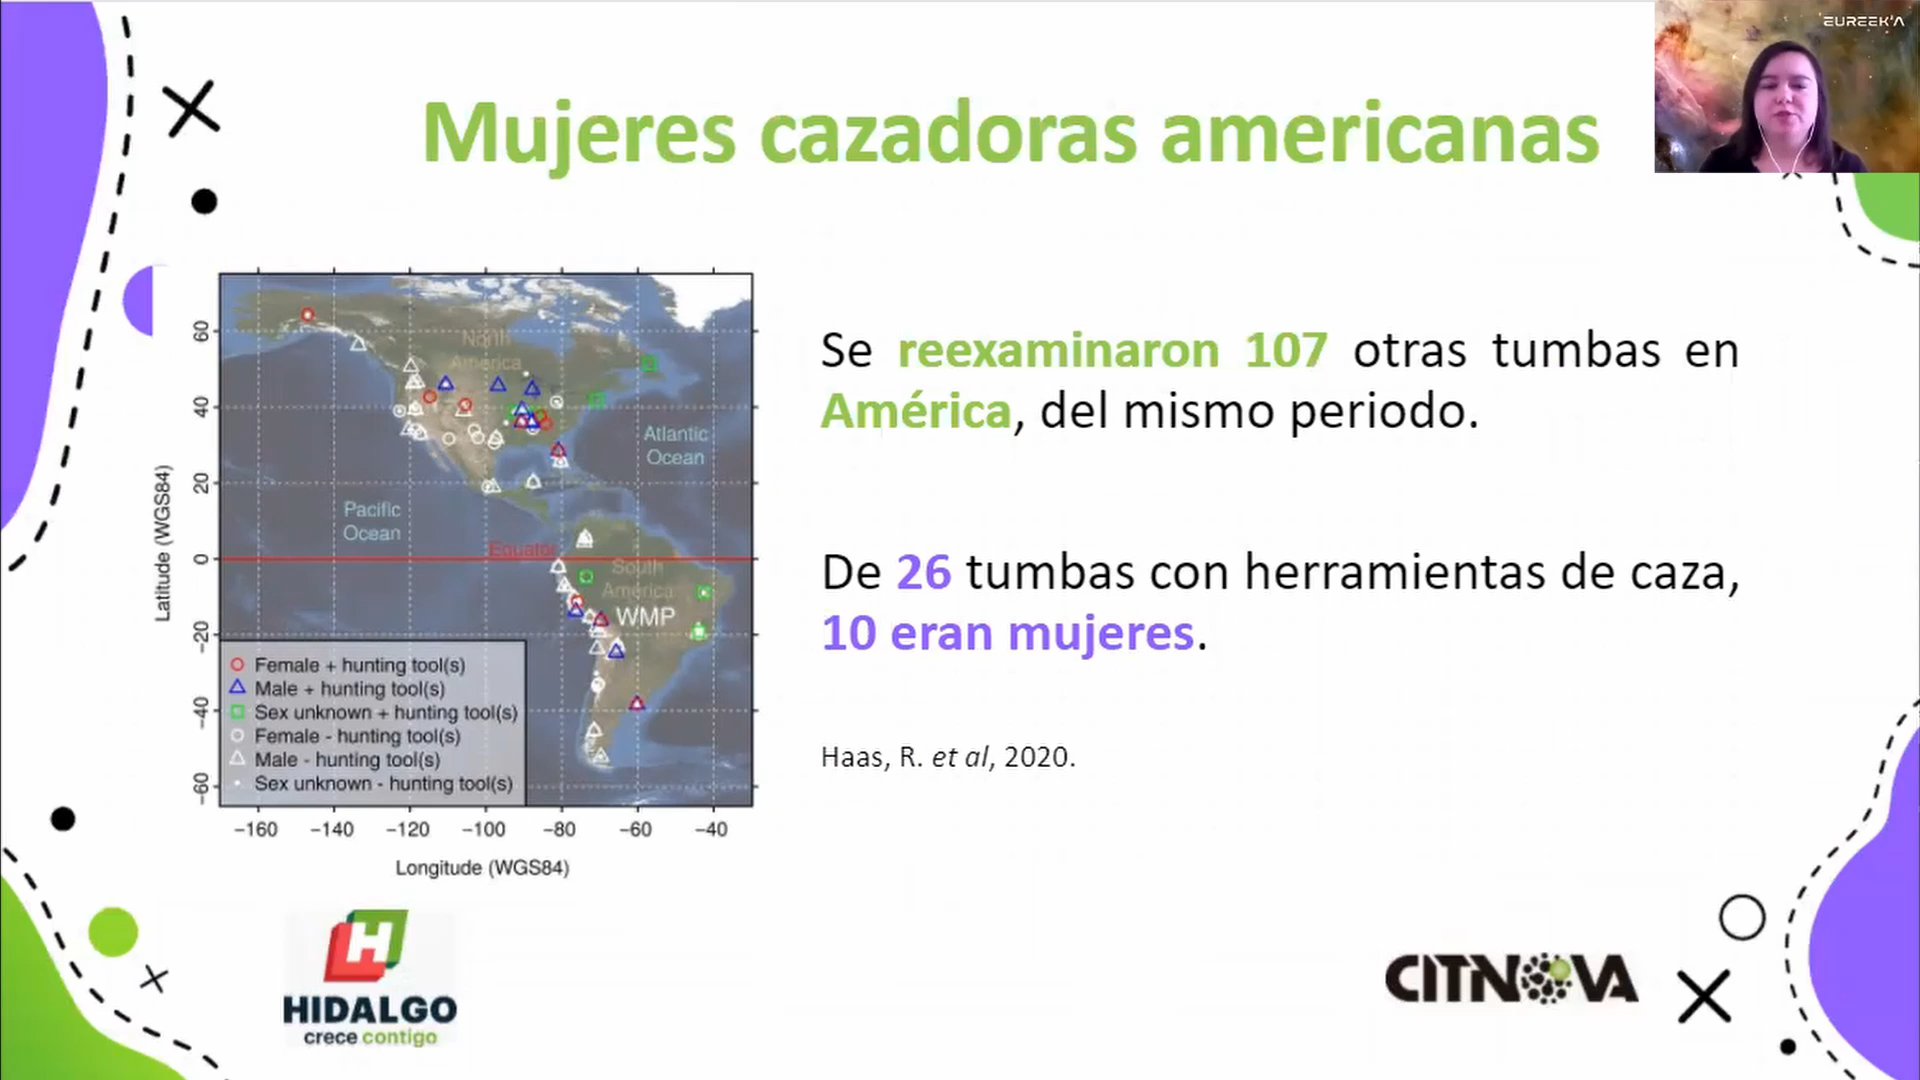 EUREEK'A
Mujeres cazadoras americanas
Se reexaminaron 107 otras tumbas en
América, del mismo periodo.
De 26 tumbas con herramientas de caza,
10 eran mujeres.
Haas, R. et al, 2020.
North
America
Atlantic
Ocean
Pacific
Ocean
Equator
South
America
WMP
Female + hunting tool(s)
Male + hunting tool(s)
Sex unknown + hunting tool(s)
Female - hunting tool(s)
Male - hunting tool(s)
Sex unknown - hunting tool(s)
Latitude (WGS84)
60
40
20
0
−20
−40
−60
−160 −140 −120 −100 −80 −60 −40
Longitude (WGS84)
H
HIDALGO
crece contigo
CITNOVA